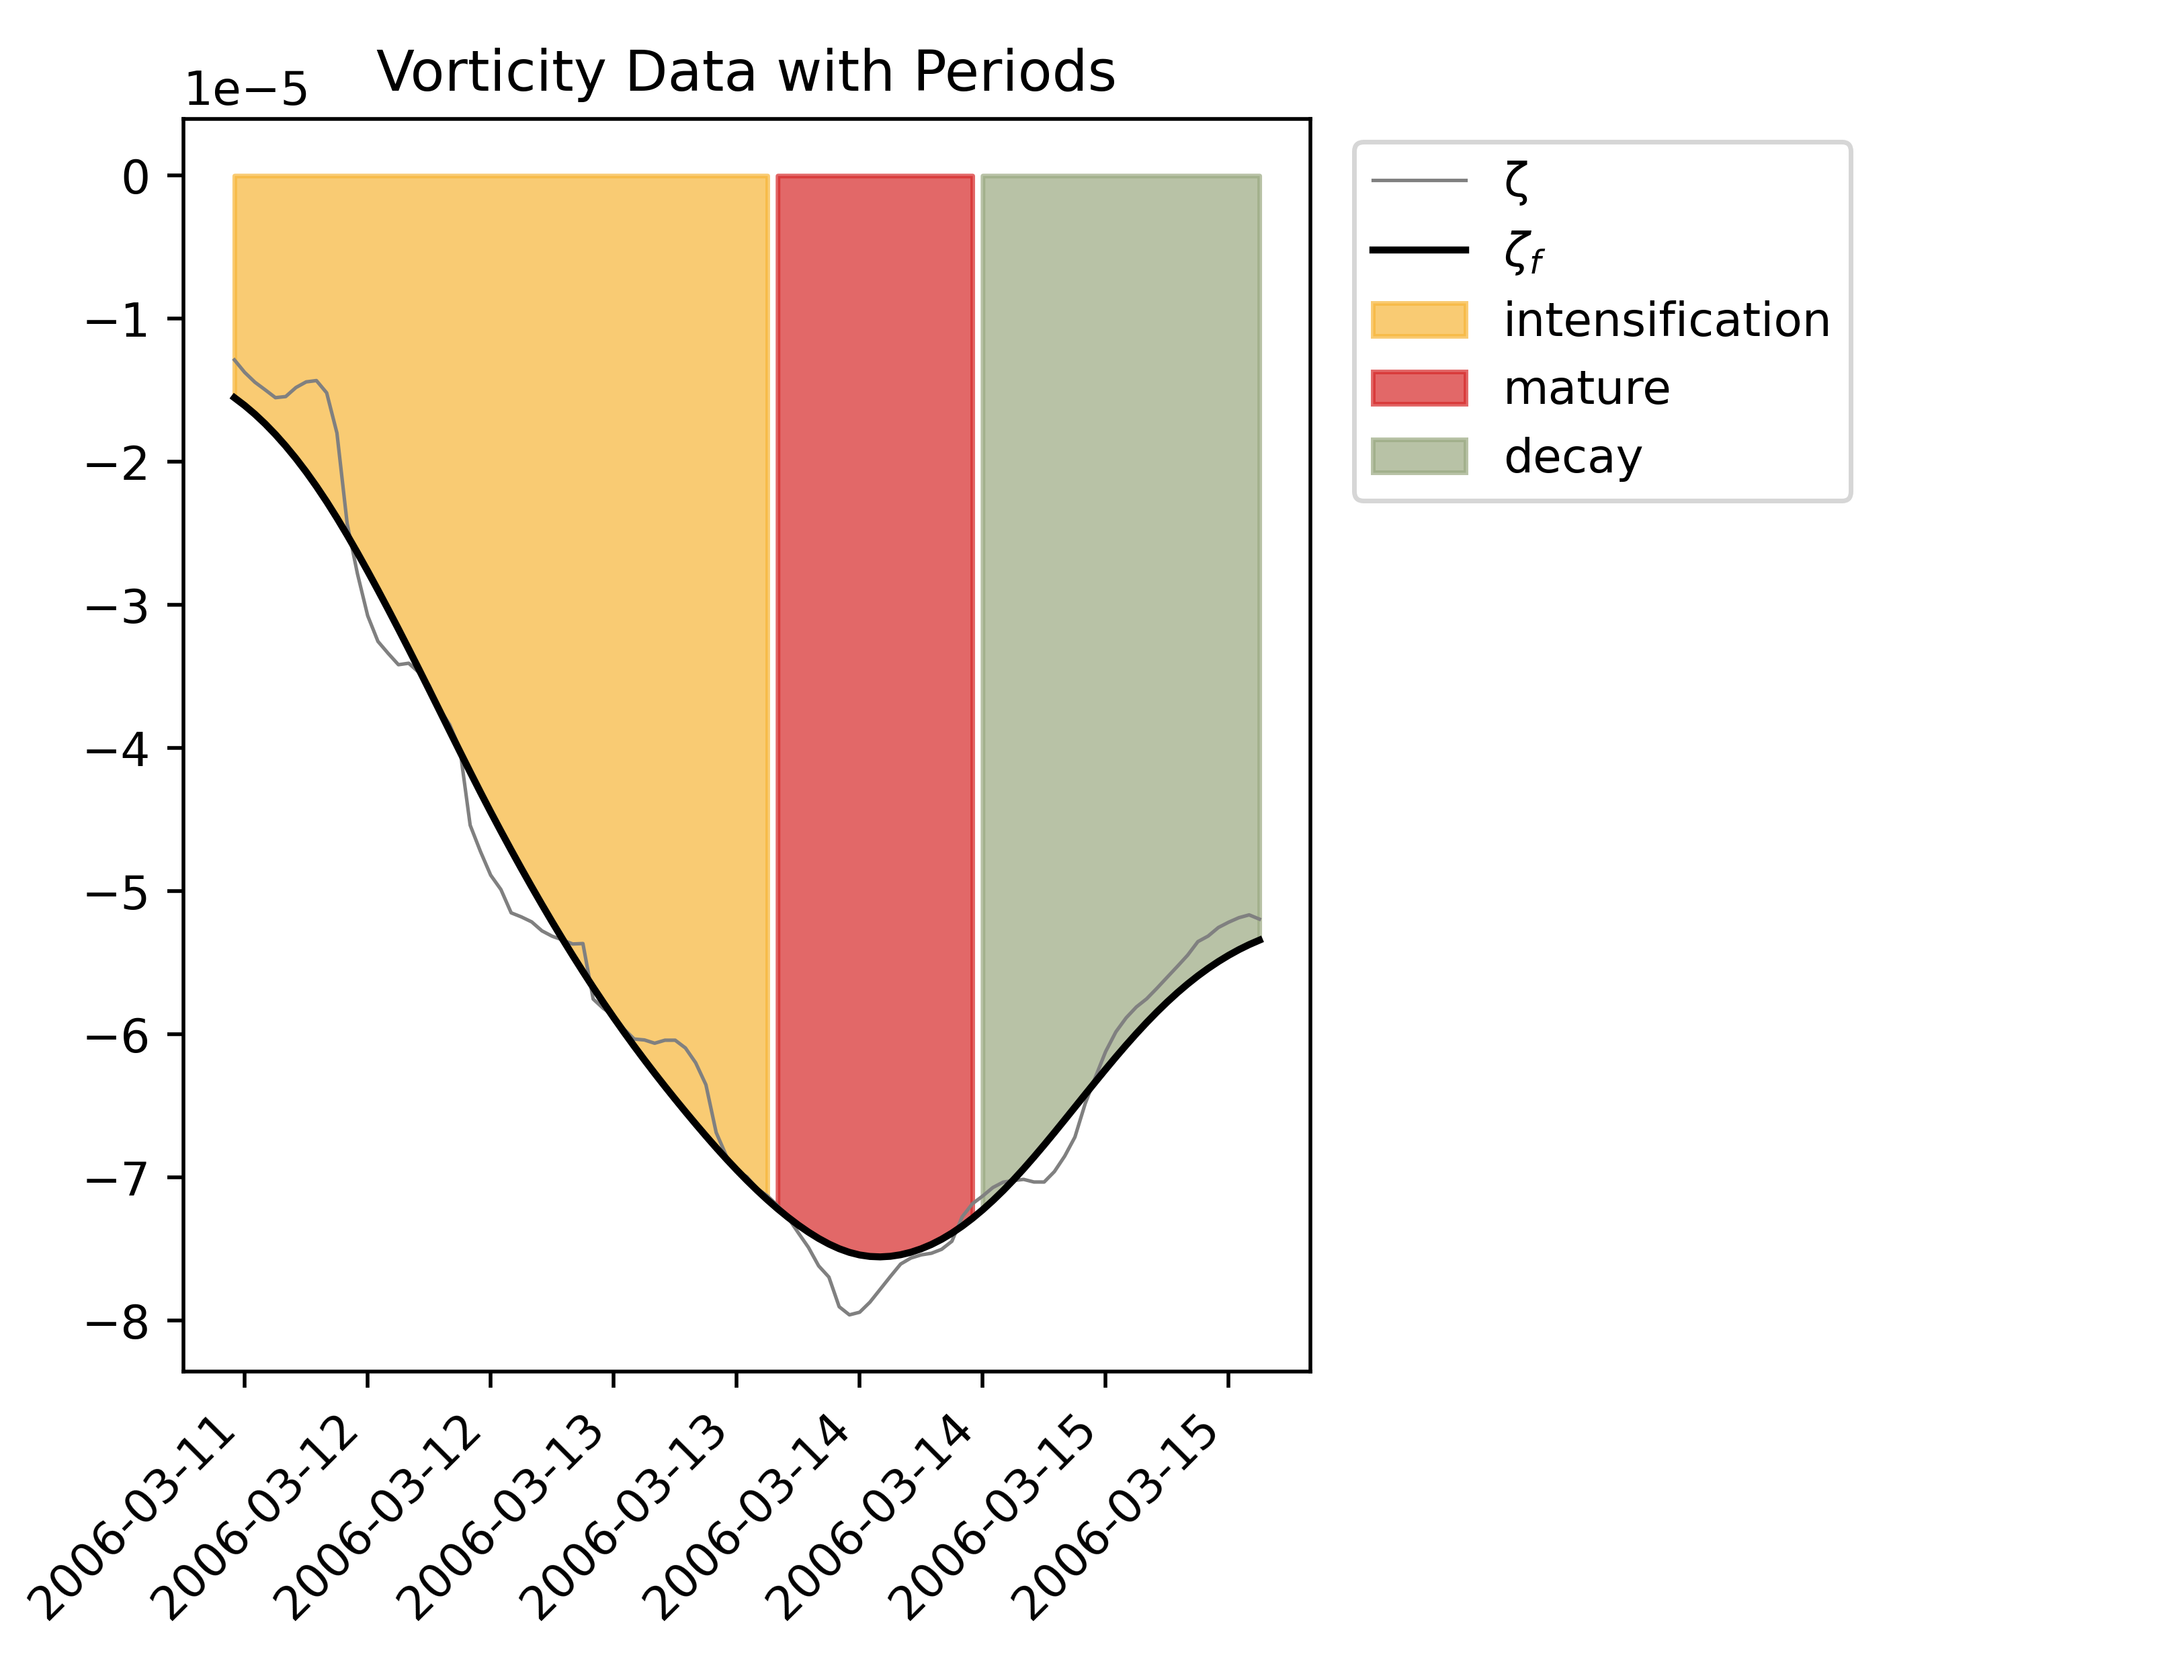 Vorticity Data with Periods
1e−5
0
−1
−2
−3
−4
−5
−6
−7
−8
2006-03-11
2006-03-12
2006-03-12
2006-03-13
2006-03-13
2006-03-14
2006-03-14
2006-03-15
2006-03-15
ζ
ζf
intensification
mature
decay